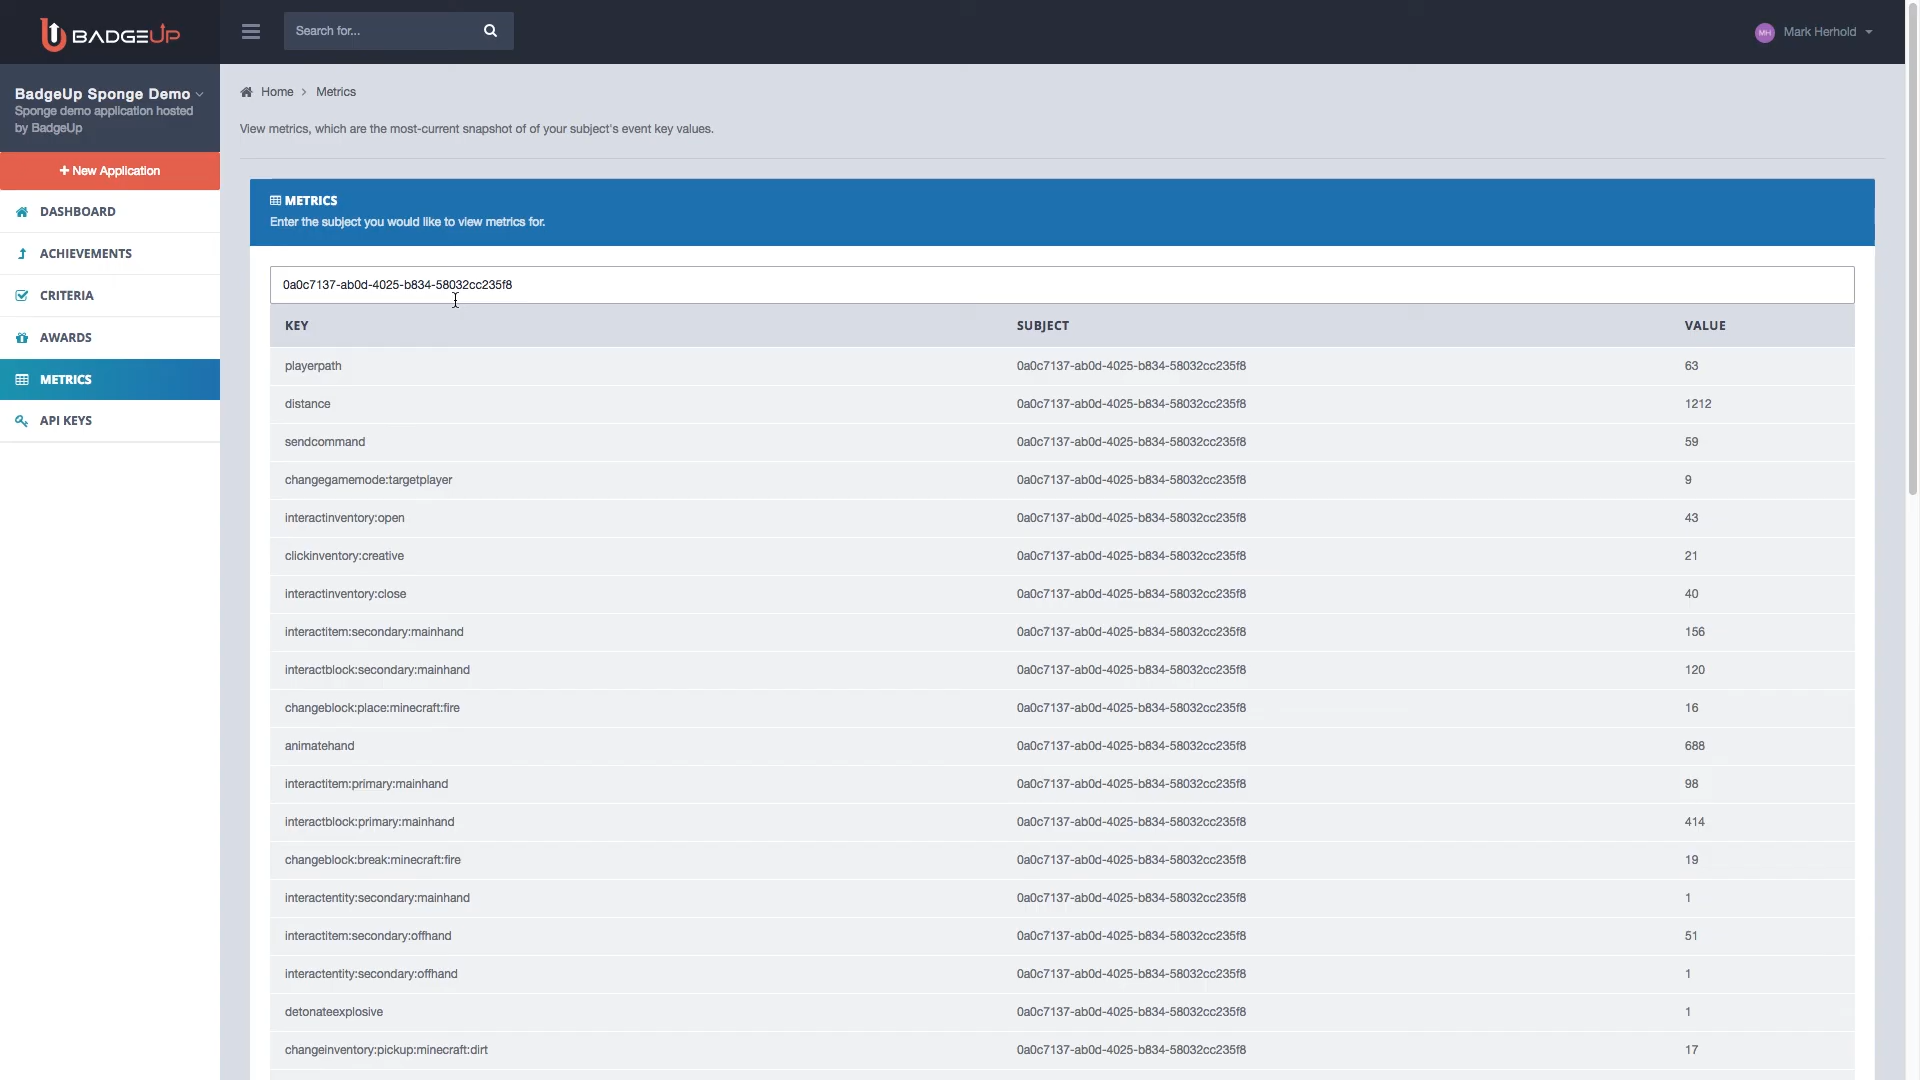 BADGEUP
Search for...
MH
Mark Herhold
BadgeUp Sponge Demo
Sponge demo application hosted
by BadgeUp
+ New Application
DASHBOARD
ACHIEVEMENTS
CRITERIA
AWARDS
METRICS
API KEYS
Home > Metrics
View metrics, which are the most-current snapshot of of your subject's event key values.
METRICS
Enter the subject you would like to view metrics for.
0a0c7137-ab0d-4025-b834-58032cc235f8
KEY SUBJECT VALUE
playerpath 0a0c7137-ab0d-4025-b834-58032cc235f8 63
distance 0a0c7137-ab0d-4025-b834-58032cc235f8 1212
sendcommand 0a0c7137-ab0d-4025-b834-58032cc235f8 59
changegamemode:targetplayer 0a0c7137-ab0d-4025-b834-58032cc235f8 9
interactinventory:open 0a0c7137-ab0d-4025-b834-58032cc235f8 43
clickinventory:creative 0a0c7137-ab0d-4025-b834-58032cc235f8 21
interactinventory:close 0a0c7137-ab0d-4025-b834-58032cc235f8 40
interactitem:secondary:mainhand 0a0c7137-ab0d-4025-b834-58032cc235f8 156
interactblock:secondary:mainhand 0a0c7137-ab0d-4025-b834-58032cc235f8 120
changeblock:place:minecraft:fire 0a0c7137-ab0d-4025-b834-58032cc235f8 16
animatehand 0a0c7137-ab0d-4025-b834-58032cc235f8 688
interactitem:primary:mainhand 0a0c7137-ab0d-4025-b834-58032cc235f8 98
interactblock:primary:mainhand 0a0c7137-ab0d-4025-b834-58032cc235f8 414
changeblock:break:minecraft:fire 0a0c7137-ab0d-4025-b834-58032cc235f8 19
interactentity:secondary:mainhand 0a0c7137-ab0d-4025-b834-58032cc235f8 1
interactitem:secondary:offhand 0a0c7137-ab0d-4025-b834-58032cc235f8 51
interactentity:secondary:offhand 0a0c7137-ab0d-4025-b834-58032cc235f8 1
detonateexplosive 0a0c7137-ab0d-4025-b834-58032cc235f8 1
changeinventory:pickup:minecraft:dirt 0a0c7137-ab0d-4025-b834-58032cc235f8 17